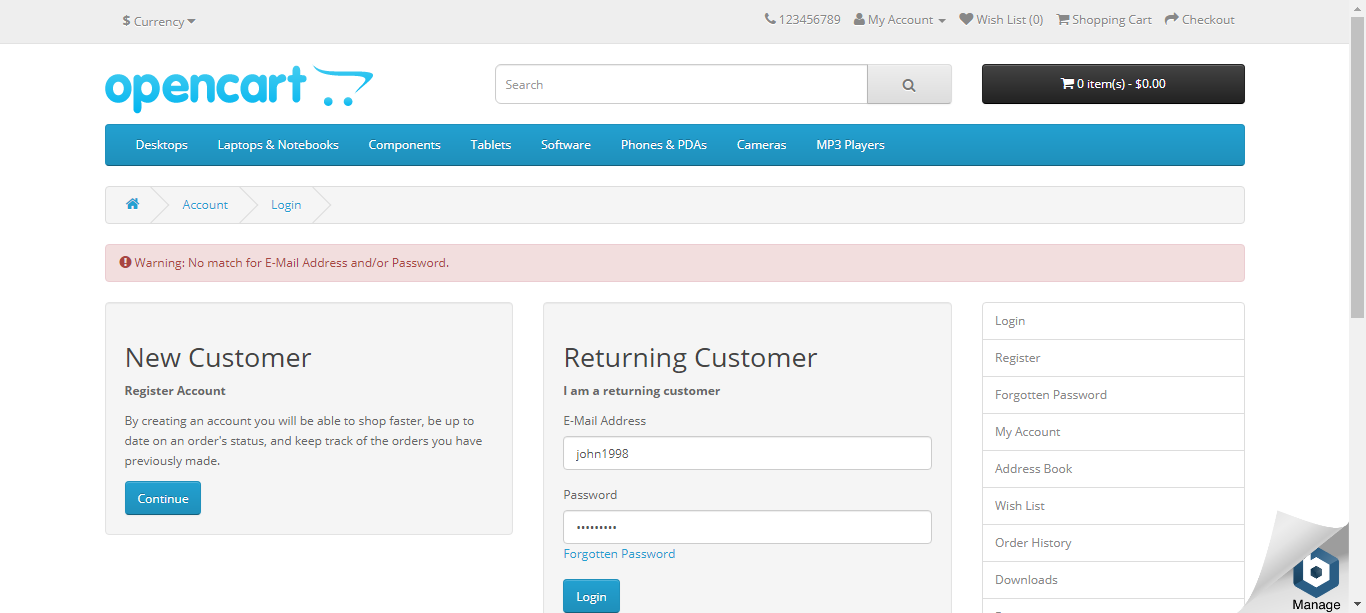 $ Currency
123456789 My Account Wish List (0) Shopping Cart Checkout
opencart
Search
0 item(s) - $0.00
Desktops Laptops & Notebooks Components Tablets Software Phones & PDAs Cameras MP3 Players
Account Login
Warning: No match for E-Mail Address and/or Password.
New Customer
Register Account
By creating an account you will be able to shop faster, be up to
date on an order's status, and keep track of the orders you have
previously made.
Continue
Returning Customer
I am a returning customer
E-Mail Address
john1998
Password
•••••••••
Forgotten Password
Login
Login
Register
Forgotten Password
My Account
Address Book
Wish List
Order History
Downloads
Manage